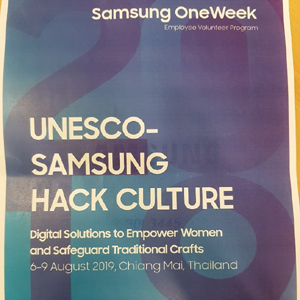 Samsung OneWeek
Employee Volunteer Program
UNESCO-
SAMSUNG
HACK CULTURE
Digital Solutions to Empower Women
and Safeguard Traditional Crafts
6-9 August 2019, Chiang Mai, Thailand